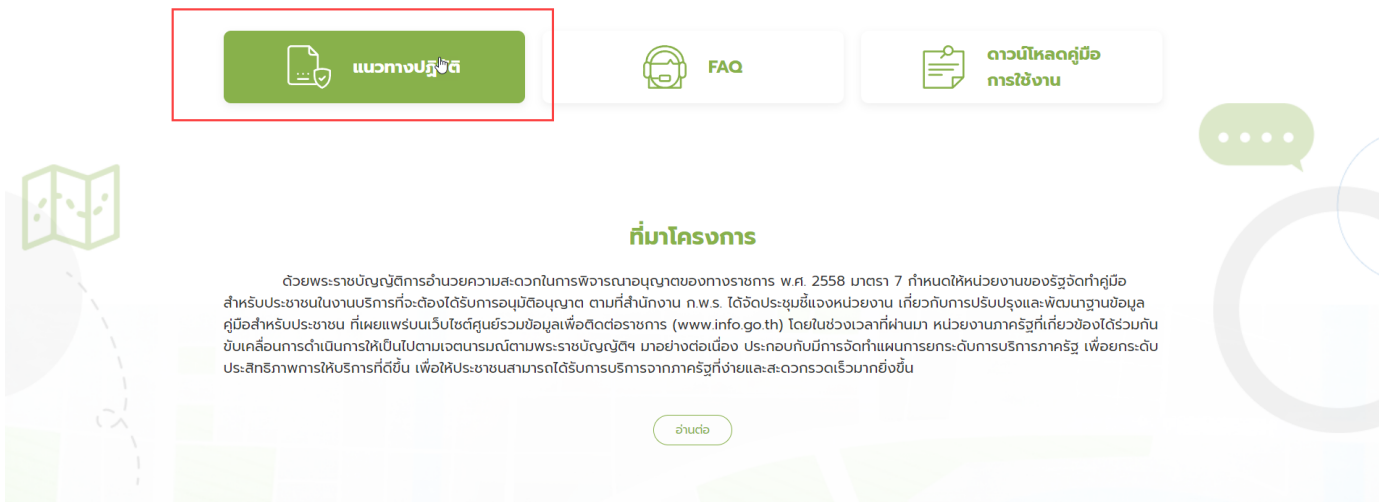 แนวทางปฏิบัติ
FAQ
ดาวน์โหลดคู่มือ
การใช้งาน
ที่มาโครงการ
ด้วยพระราชบัญญัติการอำนวยความสะดวกในการพิจารณาอนุญาตของทางราชการ พ.ศ. 2558 มาตรา 7 กำหนดให้หน่วยงานของรัฐจัดทำคู่มือ
สำหรับประชาชนในงานบริการที่จะต้องได้รับการอนุมัติอนุญาต ตามที่สำนักงาน ก.พ.ร. ได้จัดประชุมชี้แจงหน่วยงาน เกี่ยวกับการปรับปรุงและพัฒนาฐานข้อมูล
คู่มือสำหรับประชาชน ที่เผยแพร่บนเว็บไซต์ศูนย์รวมข้อมูลเพื่อติดต่อราชการ (www.info.go.th) โดยในช่วงเวลาที่ผ่านมา หน่วยงานภาครัฐที่เกี่ยวข้องได้ร่วมกัน
ขับเคลื่อนการดำเนินการให้เป็นไปตามเจตนารมณ์ตามพระราชบัญญัติฯ มาอย่างต่อเนื่อง ประกอบกับมีการจัดทำแผนการยกระดับการบริการภาครัฐ เพื่อยกระดับ
ประสิทธิภาพการให้บริการที่ดีขึ้น เพื่อให้ประชาชนสามารถได้รับการบริการจากภาครัฐที่ง่ายและสะดวกรวดเร็วมากยิ่งขึ้น
อ่านต่อ